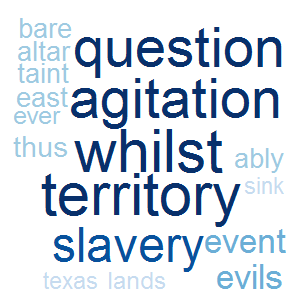 bare
question
altar
taint
agitation
east
ever
whilst
thus
ably
territory
sink
slavery
event
texas lands
evils